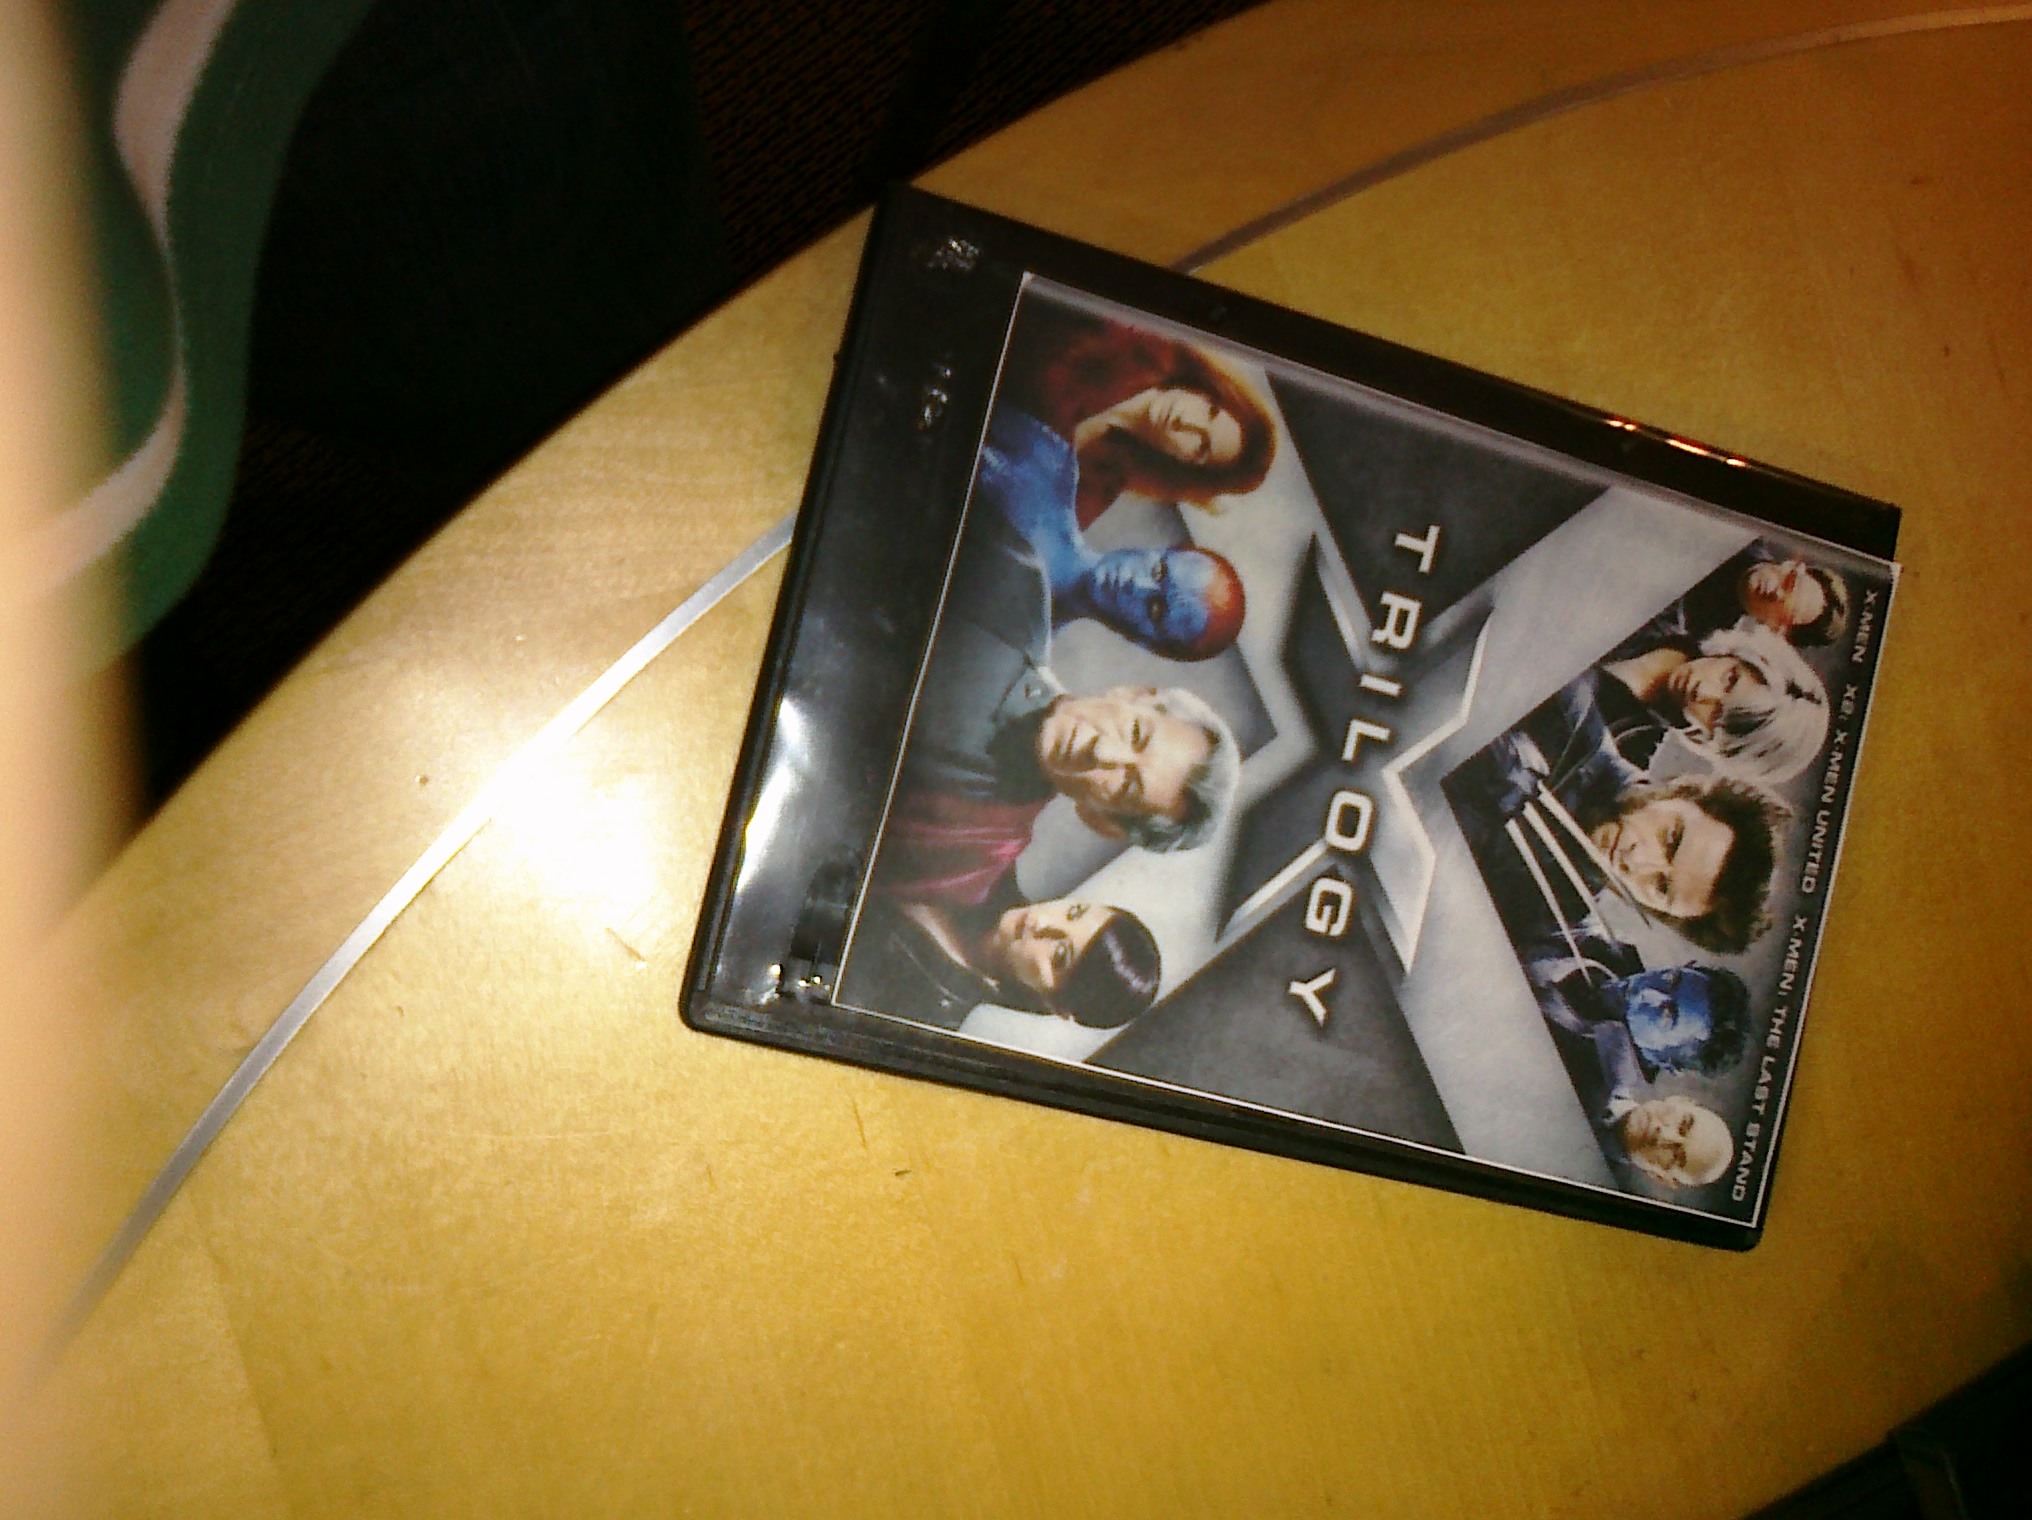 X-MEN X2: X-MEN UNITED X-MEN: THE LAST STAND
TRILOGY